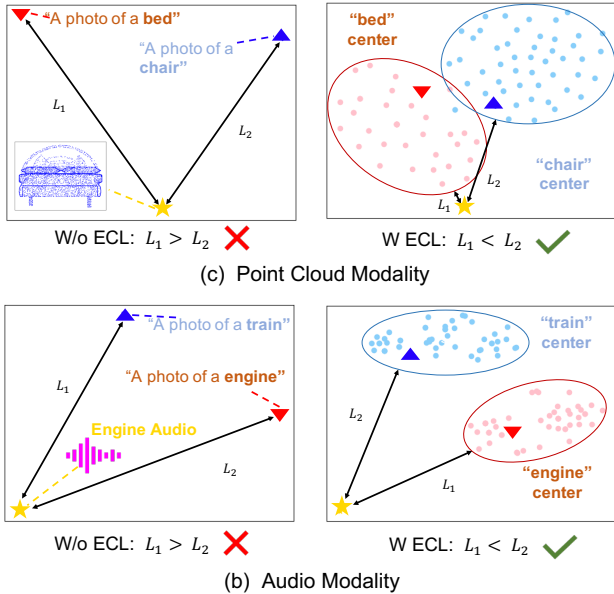 "A photo of a bed"
"A photo of a
chair"
L₁
L₂
W/o ECL: L₁ > L₂
"bed"
center
"chair"
center
L₂
L₁
W ECL: L₁ < L₂
(c) Point Cloud Modality
"A photo of a train"
L₁
"A photo of a engine"
Engine Audio
L₂
W/o ECL: L₁ > L₂
"train"
center
L₂
L₁
"engine"
center
W ECL: L₁ < L₂
(b) Audio Modality